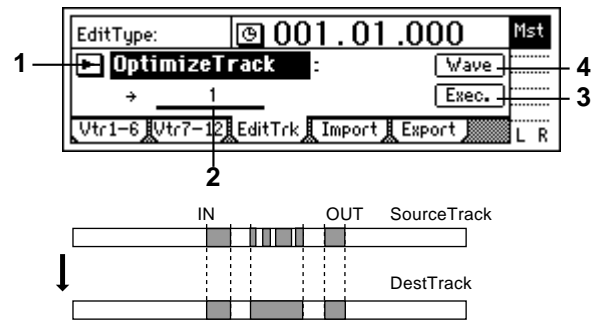 EditType: 001.01.000 Mst
1 OptimizeTrack : Wave 4
→ 1 Exec. 3
Vtr1-6 Vtr7-12 EditTrk Import Export L R
2
IN OUT SourceTrack
DestTrack